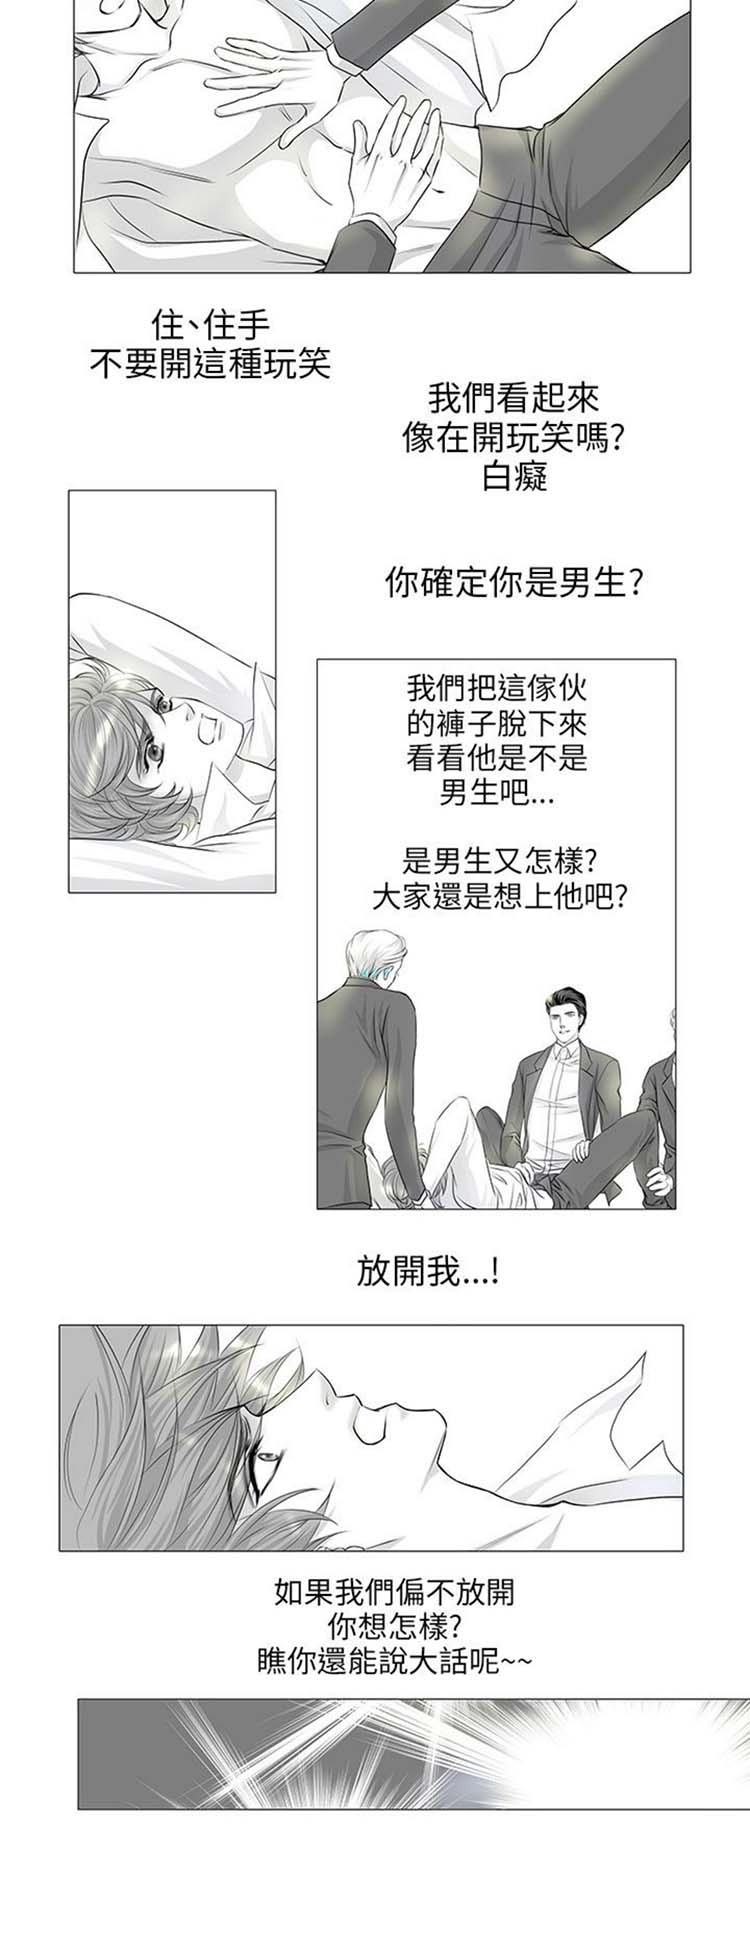 住、住手
不要開這種玩笑
我們看起來
像在開玩笑嗎?
白癡
你確定你是男生?
我們把這傢伙
的褲子脫下來
看看他是不是
男生吧...
是男生又怎樣?
大家還是想上他吧?
放開我...!
如果我們偏不放開
你想怎樣?
瞧你還能說大話呢~~